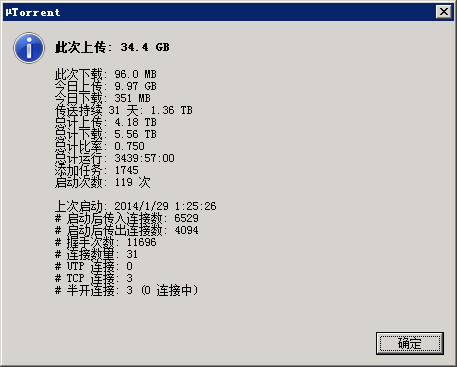 μTorrent
此次上传: 34.4 GB
此次下载: 96.0 MB
今日上传: 9.97 GB
今日下载: 351 MB
传送持续 31 天: 1.36 TB
总计上传: 4.18 TB
总计下载: 5.56 TB
总计比率: 0.750
总计运行: 3439:57:00
添加任务: 1745
启动次数: 119 次
上次启动: 2014/1/29 1:25:26
# 启动后传入连接数: 6529
# 启动后传出连接数: 4094
# 握手次数: 11696
# 连接数里: 31
# UTP 连接: 0
# TCP 连接: 3
# 半开连接: 3 (0 连接中)
确定